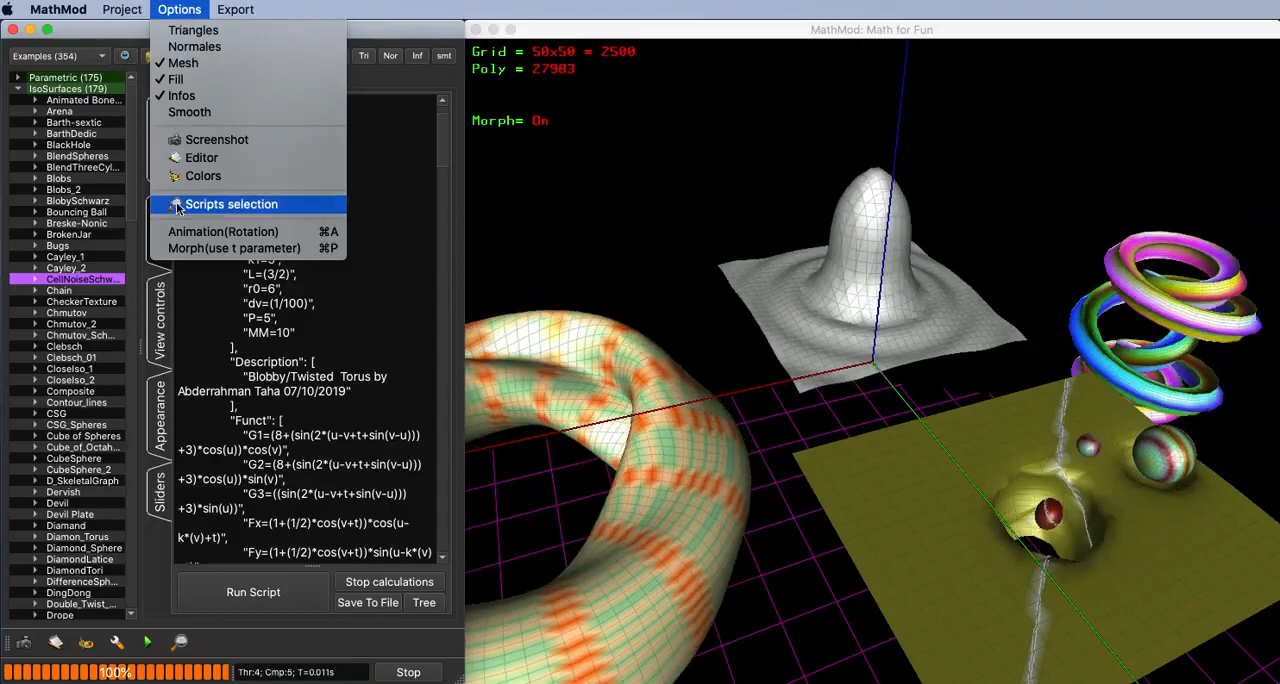 MathMod Project Options Export
MathMod: Math for Fun
Triangles
Normales
Mesh
Fill
Infos
Smooth
Screenshot
Editor
Colors
Scripts selection
Animation(Rotation) ⌘A
Morph(use t parameter) ⌘P
Examples (354)
Tri Nor Inf smt
Parametric (175)
IsoSurfaces (179)
Animated Bone...
Arena
Barth-sextic
BarthDedic
BlackHole
BlendSpheres
BlendThreeCyl...
Blobs
Blobs_2
BlobySchwarz
Bouncing Ball
Breske-Nonic
BrokenJar
Bugs
Cayley_1
Cayley_2
CellNoiseSchw...
Chain
CheckerTexture
Chmutov
Chmutov_2
Chmutov_Sch...
Clebsch
Clebsch_01
CloseIso_1
CloseIso_2
Composite
Contour_lines
CSG
CSG_Spheres
Cube of Spheres
Cube of_Octah...
CubeSphere
CubeSphere_2
D_SkeletalGraph
Dervish
Devil
Devil Plate
Diamand
Diamon_Torus
Diamond_Sphere
DiamondLatice
DiamondTori
DifferenceSph...
DingDong
Double_Twist_...
Drope
View controls
Appearance
Sliders
"L=(3/2)",
"r0=6",
"dv=(1/100)",
"P=5",
"MM=10"
],
"Description": [
"Blobby/Twisted Torus by
Abderrahman Taha 07/10/2019"
],
"Funct": [
"G1=(8+(sin(2*(u-v+t+sin(v-u)))
+3)*cos(u))*cos(v)",
"G2=(8+(sin(2*(u-v+t+sin(v-u)))
+3)*cos(u))*sin(v)",
"G3=((sin(2*(u-v+t+sin(v-u)))
+3)*sin(u))",
"Fx=(1+(1/2)*cos(v+t))*cos(u-
k*(v)+t)",
"Fy=(1+(1/2)*cos(v+t))*sin(u-k*(v)
Run Script
Stop calculations
Save To File Tree
100%
Thr:4; Cmp:5; T=0.011s
Stop
Grid = 50x50 = 2500
Poly = 27983
Morph= On